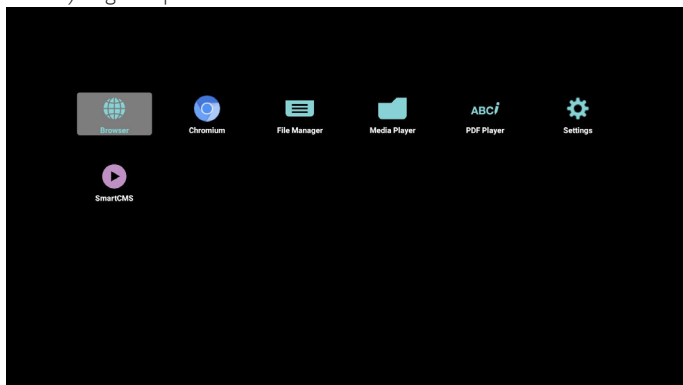 Browser
Chromium
File Manager
Media Player
ABCi
PDF Player
Settings
SmartCMS